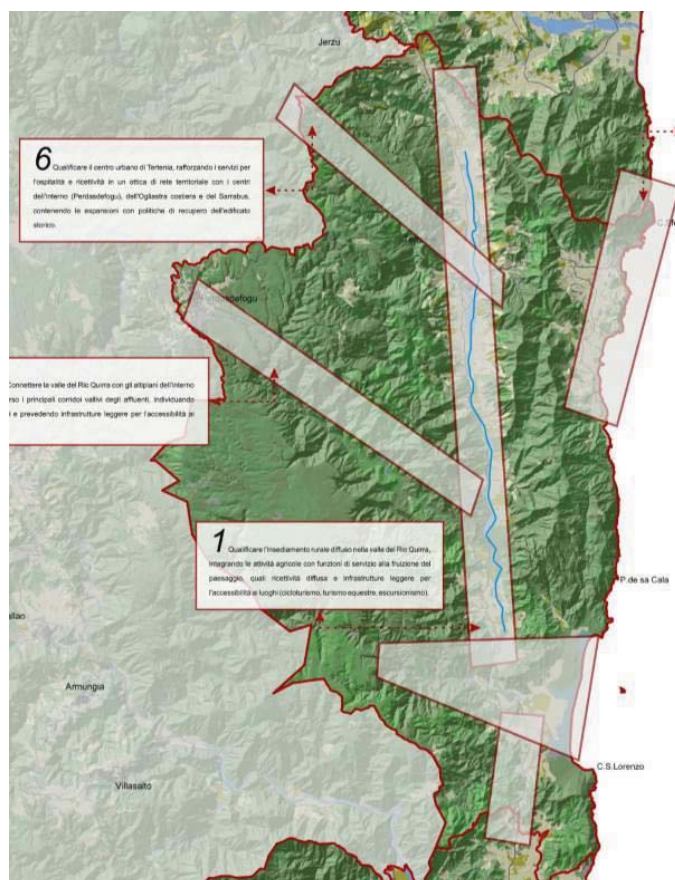 Jerzu
6 Qualificare il centro urbano di Tertenia, rafforzando i servizi per
l'ospitalità e ricettività in un ottica di rete territoriale con i centri
dell'interno (Perdasdefogu), dell'Ogliastra costiera e del Sarrabus,
contenendo le espansioni con politiche di recupero dell'edificato
storico.
Connettere la valle del Rio Quirra con gli altipiani dell'interno
rso i principali corridoi vallivi degli affluenti, individuando
i e prevedendo infrastrutture leggere per l'accessibilità ai
1 Qualificare l'insediamento rurale diffuso nella valle del Rio Quirra,
integrando le attività agricole con funzioni di servizio alla fruizione del
paesaggio, quali ricettività diffusa e infrastrutture leggere per
l'accessibilità ai luoghi (cicloturismo, turismo equestre, escursionismo).
P.de sa Cala
allao
Armungia
C.S.Lorenzo
Villasalto